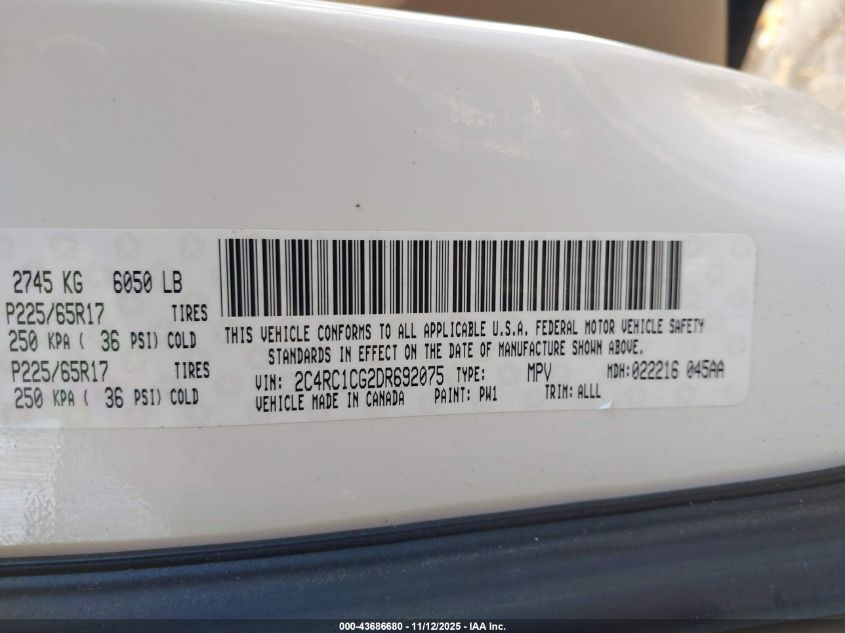 2745 KG 6050 LB
P225/65R17 TIRES
250 KPA ( 36 PSI) COLD
P225/65R17 TIRES
250 KPA ( 36 PSI) COLD
THIS VEHICLE CONFORMS TO ALL APPLICABLE U.S.A. FEDERAL MOTOR VEHICLE SAFETY
STANDARDS IN EFFECT ON THE DATE OF MANUFACTURE SHOWN ABOVE.
VIN: 2C4RC1CG2DR692075 TYPE: MPV MDH:022216 045AA
VEHICLE MADE IN CANADA PAINT: PW1 TRIM: ALLL
000-43686680 - 11/12/2025 - IAA Inc.